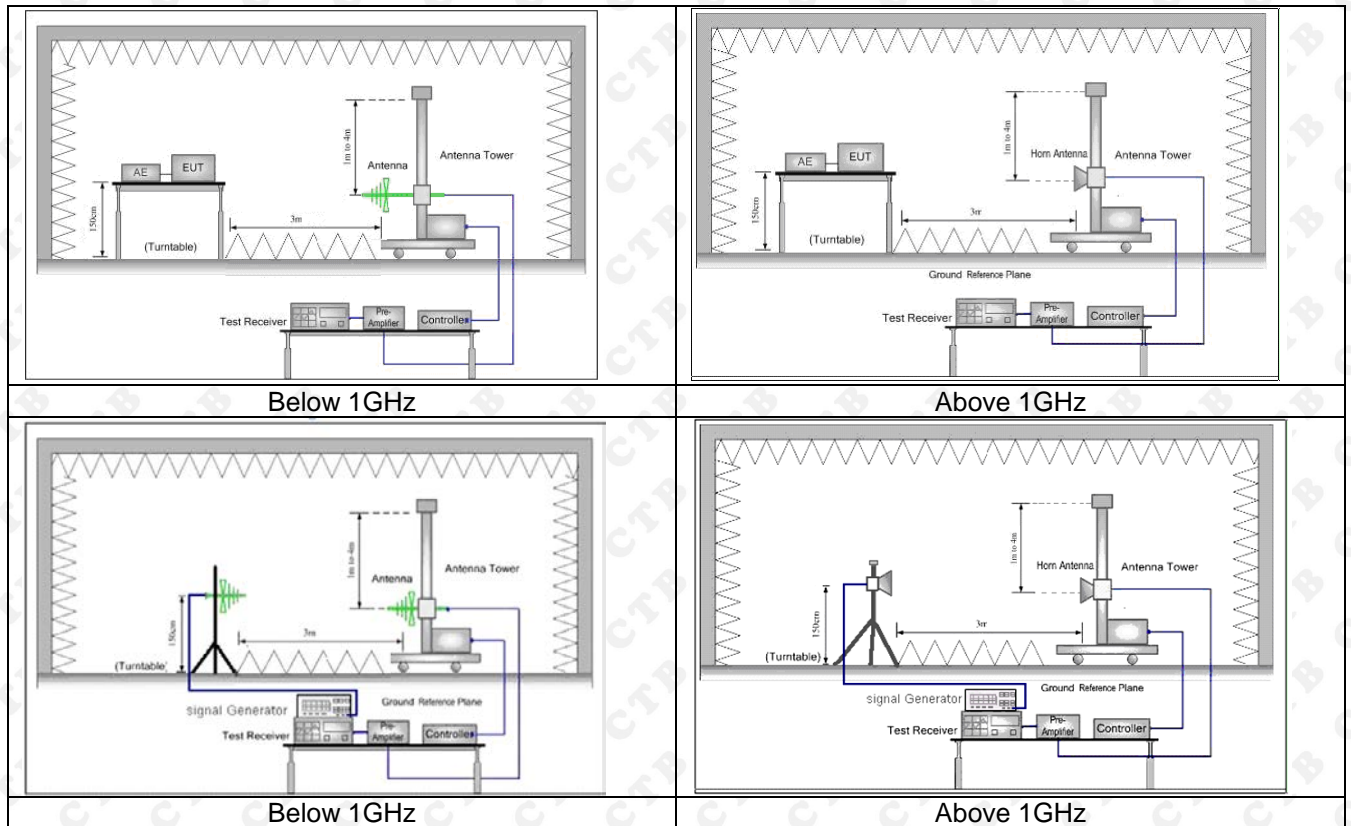 1m to 4m
Antenna
Antenna Tower
AE
EUT
150cm
3m
(Turntable)
Test Receiver
Pre-
Amplifier
Controller
Below 1GHz
1m to 4m
Horn Antenna
Antenna Tower
AE
EUT
150cm
3m
(Turntable)
Ground Reference Plane
Test Receiver
Pre-
Amplifier
Controller
Above 1GHz
1m to 4m
Antenna
Antenna Tower
150cm
3m
(Turntable)
signal Generator
Ground Reference Plane
Test Receiver
Pre-
Amplifier
Controller
Below 1GHz
1m to 4m
Horn Antenna
Antenna Tower
150cm
3m
(Turntable)
Ground Reference Plane
signal Generator
Test Receiver
Pre-
Amplifier
Controller
Above 1GHz
CTB